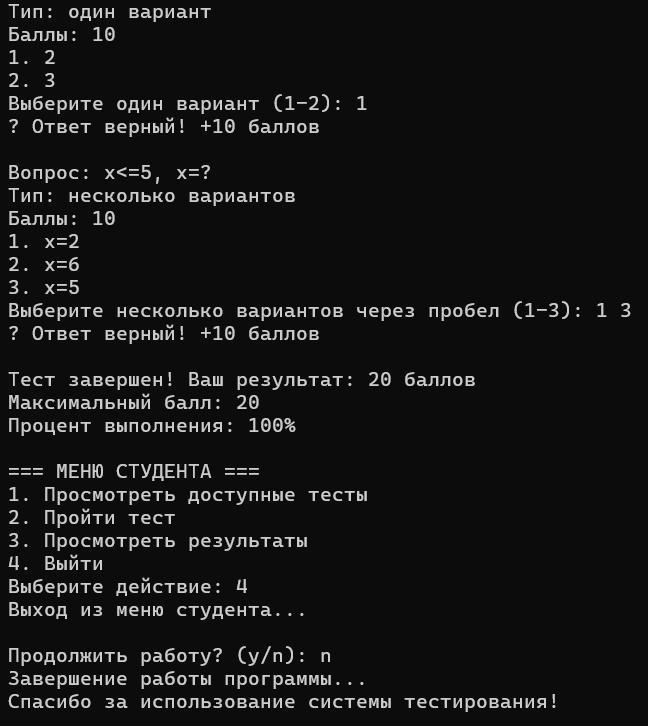 Тип: один вариант
Баллы: 10
1. 2
2. 3
Выберите один вариант (1-2): 1
? Ответ верный! +10 баллов
Вопрос: x<=5, x=?
Тип: несколько вариантов
Баллы: 10
1. x=2
2. x=6
3. x=5
Выберите несколько вариантов через пробел (1-3): 1 3
? Ответ верный! +10 баллов
Тест завершен! Ваш результат: 20 баллов
Максимальный балл: 20
Процент выполнения: 100%
=== МЕНЮ СТУДЕНТА ===
1. Просмотреть доступные тесты
2. Пройти тест
3. Просмотреть результаты
4. Выйти
Выберите действие: 4
Выход из меню студента...
Продолжить работу? (y/n): n
Завершение работы программы...
Спасибо за использование системы тестирования!